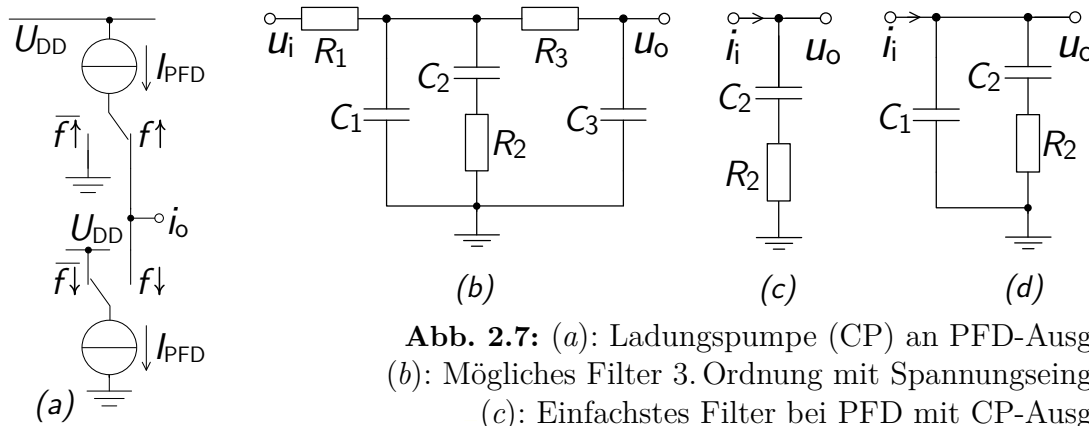 U_DD
I_PFD
f↑ (overlined) f↑
i_o
U_DD
f↓ (overlined) f↓
I_PFD
(a)
u_i R_1 C_1 C_2 R_2 R_3 C_3 u_o
(b)
i_i u_o C_2 R_2
(c)
i_i u_o C_1 C_2 R_2
(d)
Abb. 2.7: (a): Ladungspumpe (CP) an PFD-Ausg
(b): Mögliches Filter 3. Ordnung mit Spannungseing
(c): Einfachstes Filter bei PFD mit CP-Ausg